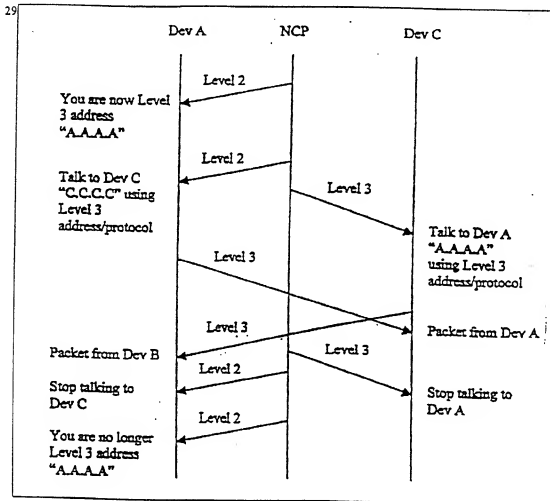 29
Dev A
NCP
Dev C
Level 2
You are now Level
3 address
“A.A.A.A”
Level 2
Talk to Dev C
“C.C.C.C” using
Level 3
address/protocol
Level 3
Talk to Dev A
“A.A.A.A”
using Level 3
address/protocol
Level 3
Level 3
Packet from Dev A
Packet from Dev B
Level 3
Level 2
Stop talking to
Dev C
Stop talking to
Dev A
Level 2
You are no longer
Level 3 address
“A.A.A.A”